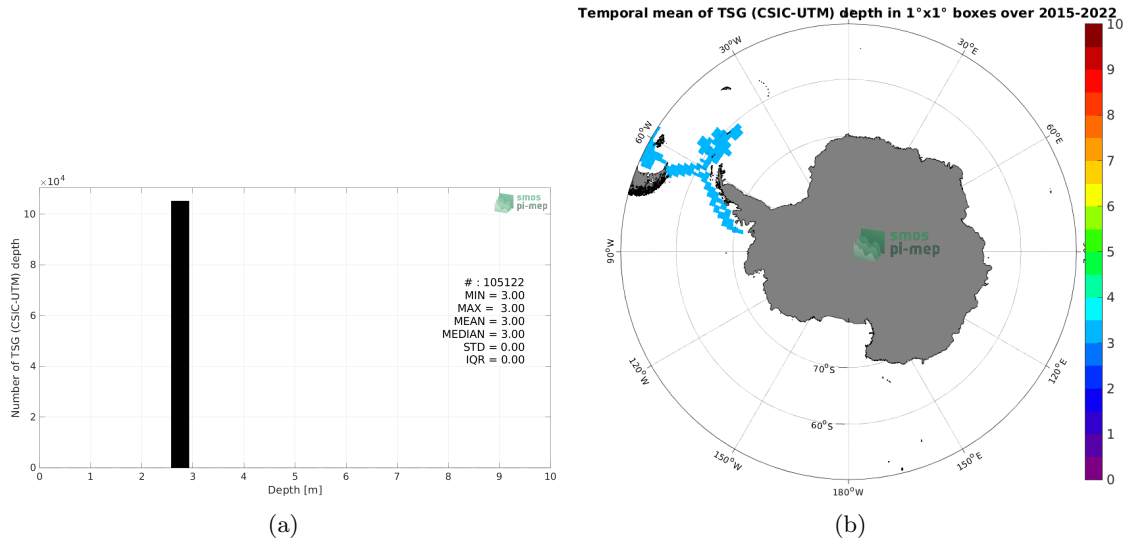 Temporal mean of TSG (CSIC-UTM) depth in 1°x1° boxes over 2015-2022
×10⁴
10
8
6
4
2
0
Number of TSG (CSIC-UTM) depth
smos
pi-mep
# : 105122
MIN = 3.00
MAX = 3.00
MEAN = 3.00
MEDIAN = 3.00
STD = 0.00
IQR = 0.00
0 1 2 3 4 5 6 7 8 9 10
Depth [m]
(a)
30°W
30°E
60°W
60°E
90°W
smos
pi-mep
120°W
120°E
70°S
60°S
150°W
150°E
180°W
10
9
8
7
6
5
4
3
2
1
0
(b)